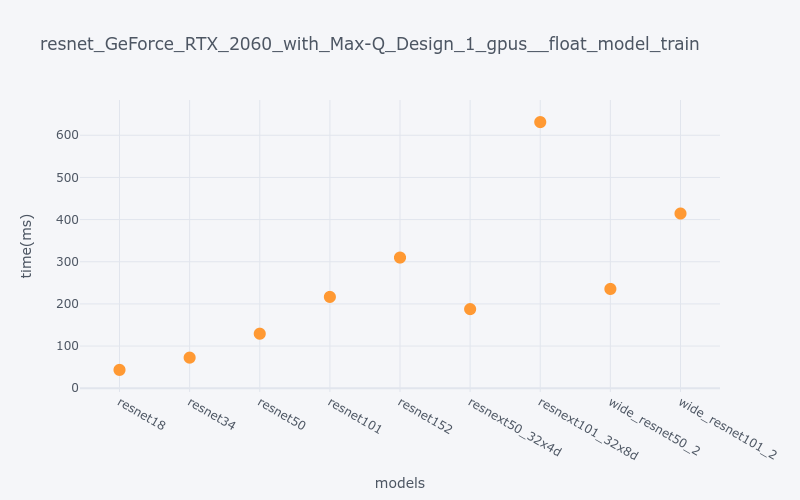 resnet_GeForce_RTX_2060_with_Max-Q_Design_1_gpus__float_model_train
time(ms)
600
500
400
300
200
100
0
resnet18
resnet34
resnet50
resnet101
resnet152
resnext50_32x4d
resnext101_32x8d
wide_resnet50_2
wide_resnet101_2
models